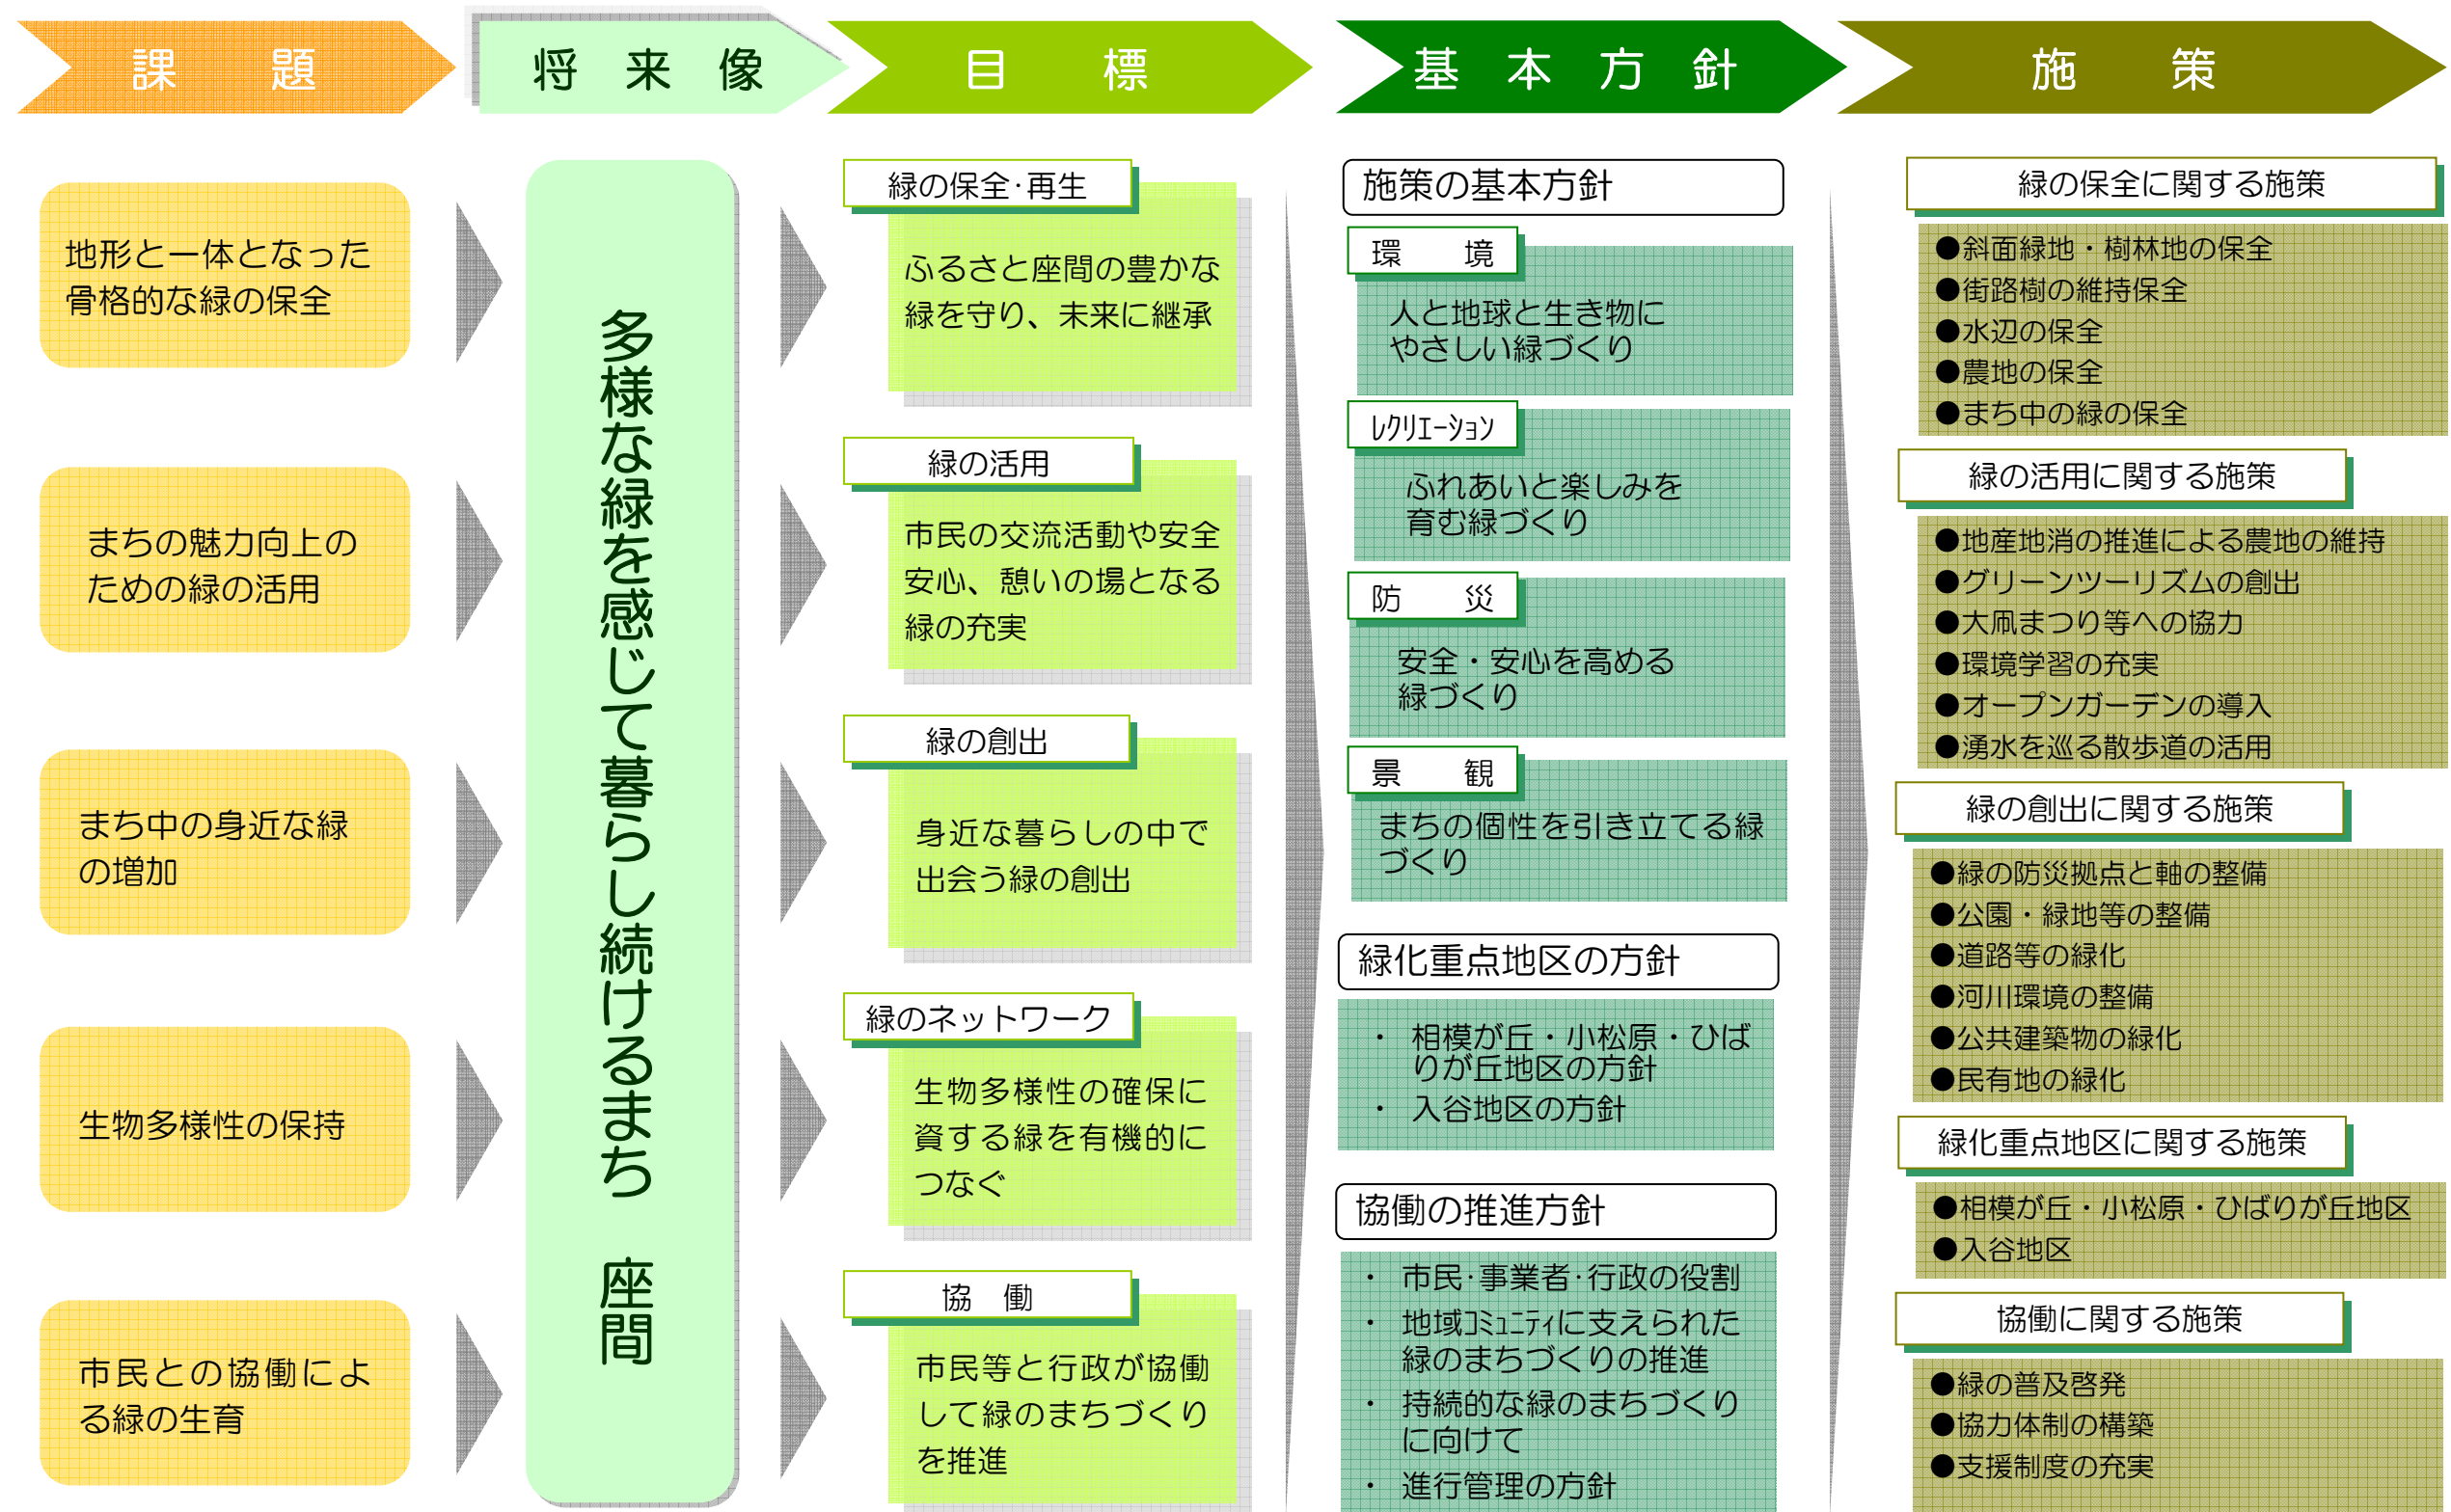 課題
将来像
目標
基本方針
施策
地形と一体となった
骨格的な緑の保全
まちの魅力向上の
ための緑の活用
まち中の身近な緑
の増加
生物多様性の保持
市民との協働によ
る緑の生育
多様な緑を感じて暮らし続けるまち　座間
緑の保全･再生
ふるさと座間の豊かな
緑を守り、未来に継承
緑の活用
市民の交流活動や安全
安心、憩いの場となる
緑の充実
緑の創出
身近な暮らしの中で
出会う緑の創出
緑のネットワーク
生物多様性の確保に
資する緑を有機的に
つなぐ
協　働
市民等と行政が協働
して緑のまちづくり
を推進
施策の基本方針
環　境
人と地球と生き物に
やさしい緑づくり
ﾚｸﾘｴｰｼｮﾝ
ふれあいと楽しみを
育む緑づくり
防　災
安全・安心を高める
緑づくり
景　観
まちの個性を引き立てる緑
づくり
緑化重点地区の方針
・ 相模が丘・小松原・ひば
りが丘地区の方針
・ 入谷地区の方針
協働の推進方針
・ 市民･事業者･行政の役割
・ 地域ｺﾐｭﾆﾃｨに支えられた
緑のまちづくりの推進
・ 持続的な緑のまちづくり
に向けて
・ 進行管理の方針
緑の保全に関する施策
●斜面緑地・樹林地の保全
●街路樹の維持保全
●水辺の保全
●農地の保全
●まち中の緑の保全
緑の活用に関する施策
●地産地消の推進による農地の維持
●グリーンツーリズムの創出
●大凧まつり等への協力
●環境学習の充実
●オープンガーデンの導入
●湧水を巡る散歩道の活用
緑の創出に関する施策
●緑の防災拠点と軸の整備
●公園・緑地等の整備
●道路等の緑化
●河川環境の整備
●公共建築物の緑化
●民有地の緑化
緑化重点地区に関する施策
●相模が丘・小松原・ひばりが丘地区
●入谷地区
協働に関する施策
●緑の普及啓発
●協力体制の構築
●支援制度の充実